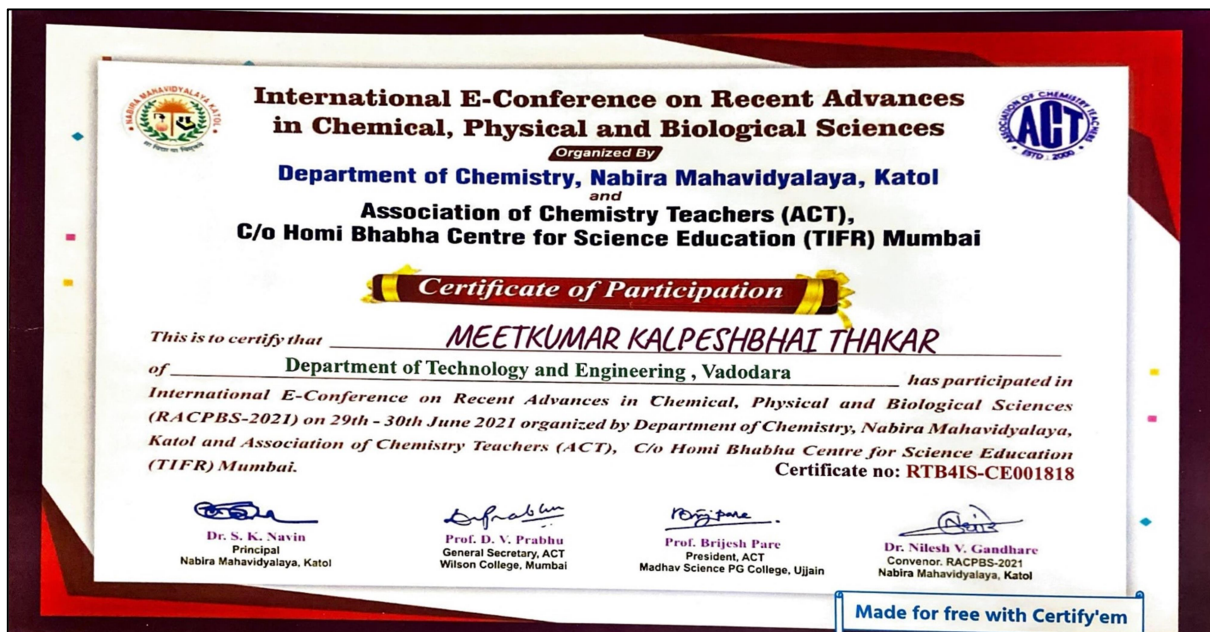 NABIRA MAHAVIDYALAYA KATOL
ASSOCIATION OF CHEMISTRY TEACHERS
ACT
ESTD : 2000
International E-Conference on Recent Advances
in Chemical, Physical and Biological Sciences
Organized By
Department of Chemistry, Nabira Mahavidyalaya, Katol
and
Association of Chemistry Teachers (ACT),
C/o Homi Bhabha Centre for Science Education (TIFR) Mumbai
Certificate of Participation
This is to certify that MEETKUMAR KALPESHBHAI THAKAR
of Department of Technology and Engineering , Vadodara has participated in
International E-Conference on Recent Advances in Chemical, Physical and Biological Sciences
(RACPBS-2021) on 29th - 30th June 2021 organized by Department of Chemistry, Nabira Mahavidyalaya,
Katol and Association of Chemistry Teachers (ACT), C/o Homi Bhabha Centre for Science Education
(TIFR) Mumbai. Certificate no: RTB4IS-CE001818
Dr. S. K. Navin
Principal
Nabira Mahavidyalaya, Katol
Prof. D. V. Prabhu
General Secretary, ACT
Wilson College, Mumbai
Prof. Brijesh Pare
President, ACT
Madhav Science PG College, Ujjain
Dr. Nilesh V. Gandhare
Convenor. RACPBS-2021
Nabira Mahavidyalaya, Katol
Made for free with Certify'em